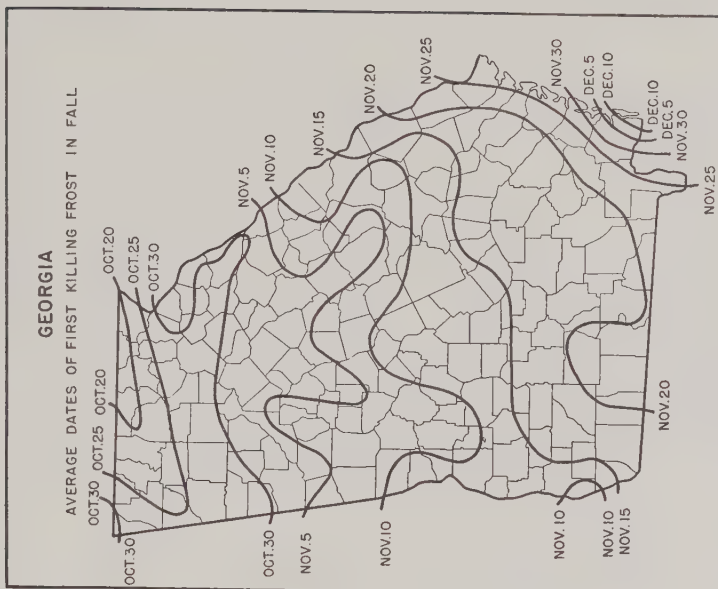 GEORGIA
AVERAGE DATES OF FIRST KILLING FROST IN FALL
OCT. 20
OCT. 25
OCT. 30
NOV. 5
NOV. 10
NOV. 15
NOV. 20
NOV. 25
NOV. 30
DEC. 5
DEC. 10
DEC. 10
DEC. 5
NOV. 30
NOV. 25
NOV. 20
NOV. 15
NOV. 10
NOV. 10
NOV. 10
NOV. 5
OCT. 30
OCT. 30
OCT. 30
OCT. 25
OCT. 20